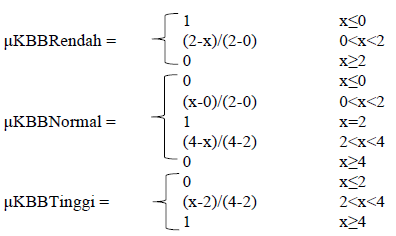 1 x≤0
μKBBRendah = (2-x)/(2-0) 0<x<2
0 x≥2
0 x≤0
(x-0)/(2-0) 0<x<2
μKBBNormal = 1 x=2
(4-x)/(4-2) 2<x<4
0 x≥4
0 x≤2
μKBBTinggi = (x-2)/(4-2) 2<x<4
1 x≥4